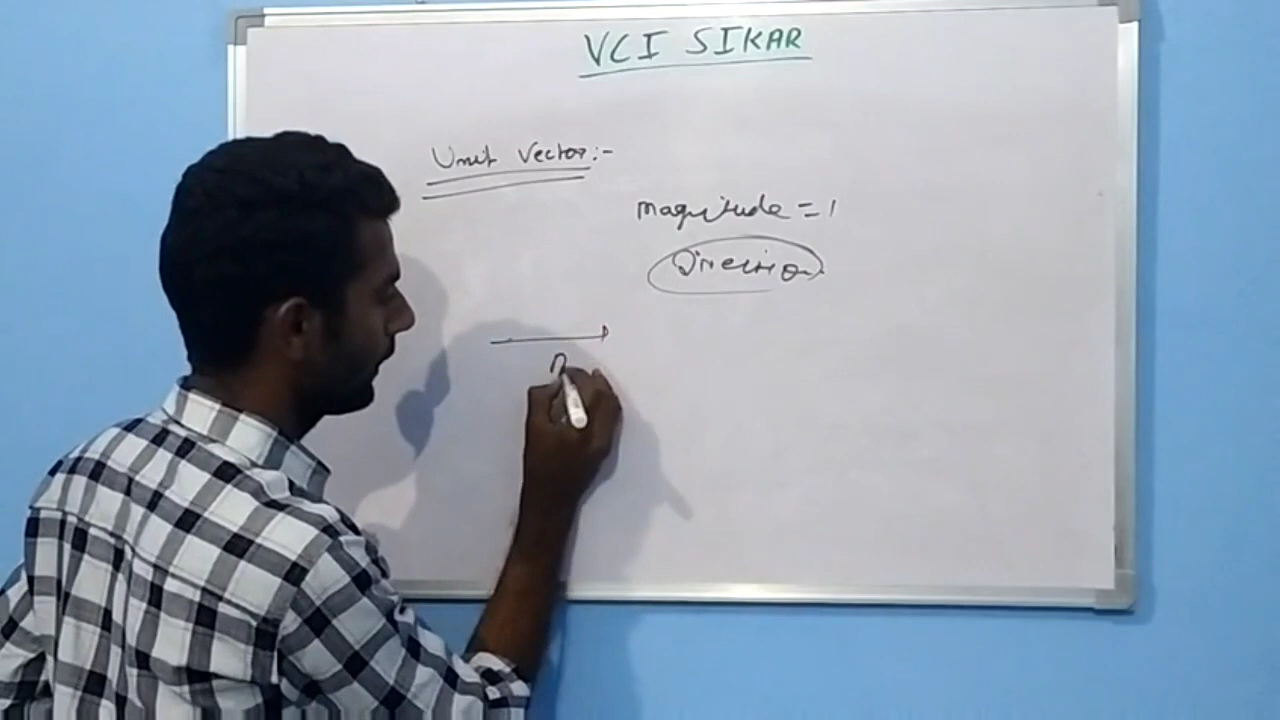 VCI SIKAR
Unit Vector:-
magnitude = 1
Direction
n